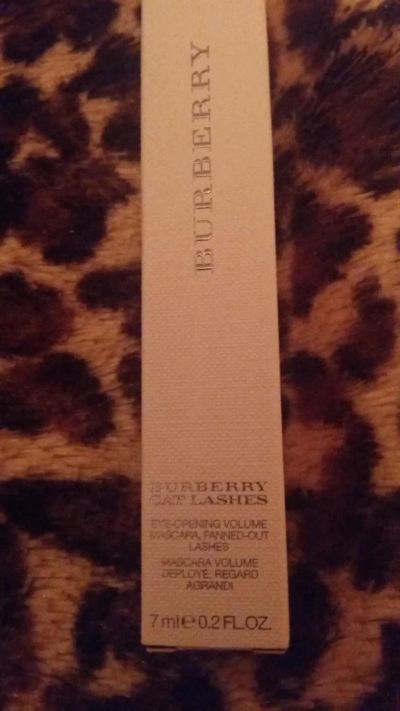 BURBERRY
BURBERRY
CAT LASHES
EYE-OPENING VOLUME
MASCARA, FANNED-OUT
LASHES
MASCARA VOLUME
DEPLOYÉ, REGARD
AGRANDI
7 ml e 0.2 FL.OZ.